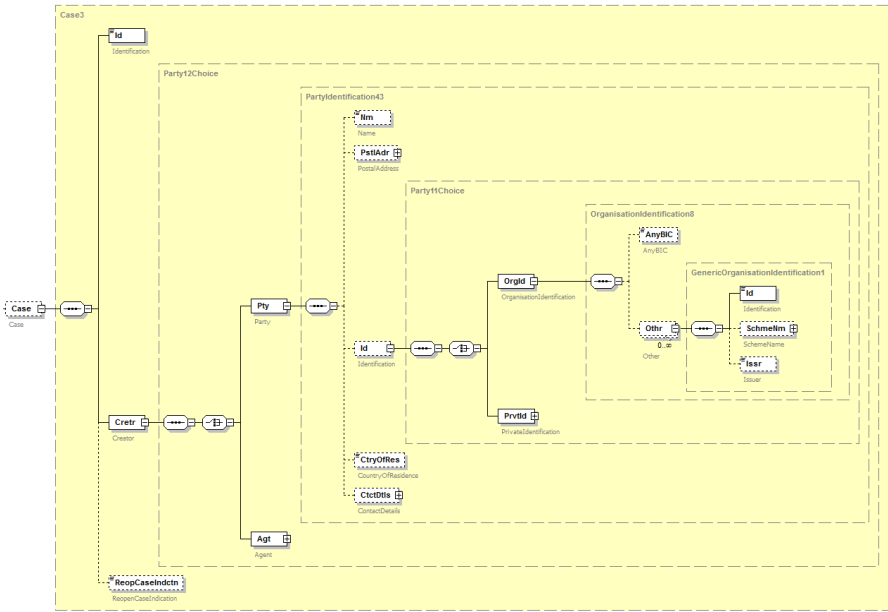 Case3
Id
Identification
Party12Choice
PartyIdentification43
Nm
Name
PstlAdr
PostalAddress
Party11Choice
OrganisationIdentification8
AnyBIC
AnyBIC
GenericOrganisationIdentification1
OrgId
OrganisationIdentification
Id
Identification
Case
Case
Pty
Party
Othr
0..∞
Other
SchmeNm
SchemeName
Id
Identification
Issr
Issuer
Cretr
Creator
PrvtId
PrivateIdentification
CtryOfRes
CountryOfResidence
CtctDtls
ContactDetails
Agt
Agent
ReopCaseIndctn
ReopenCaseIndication